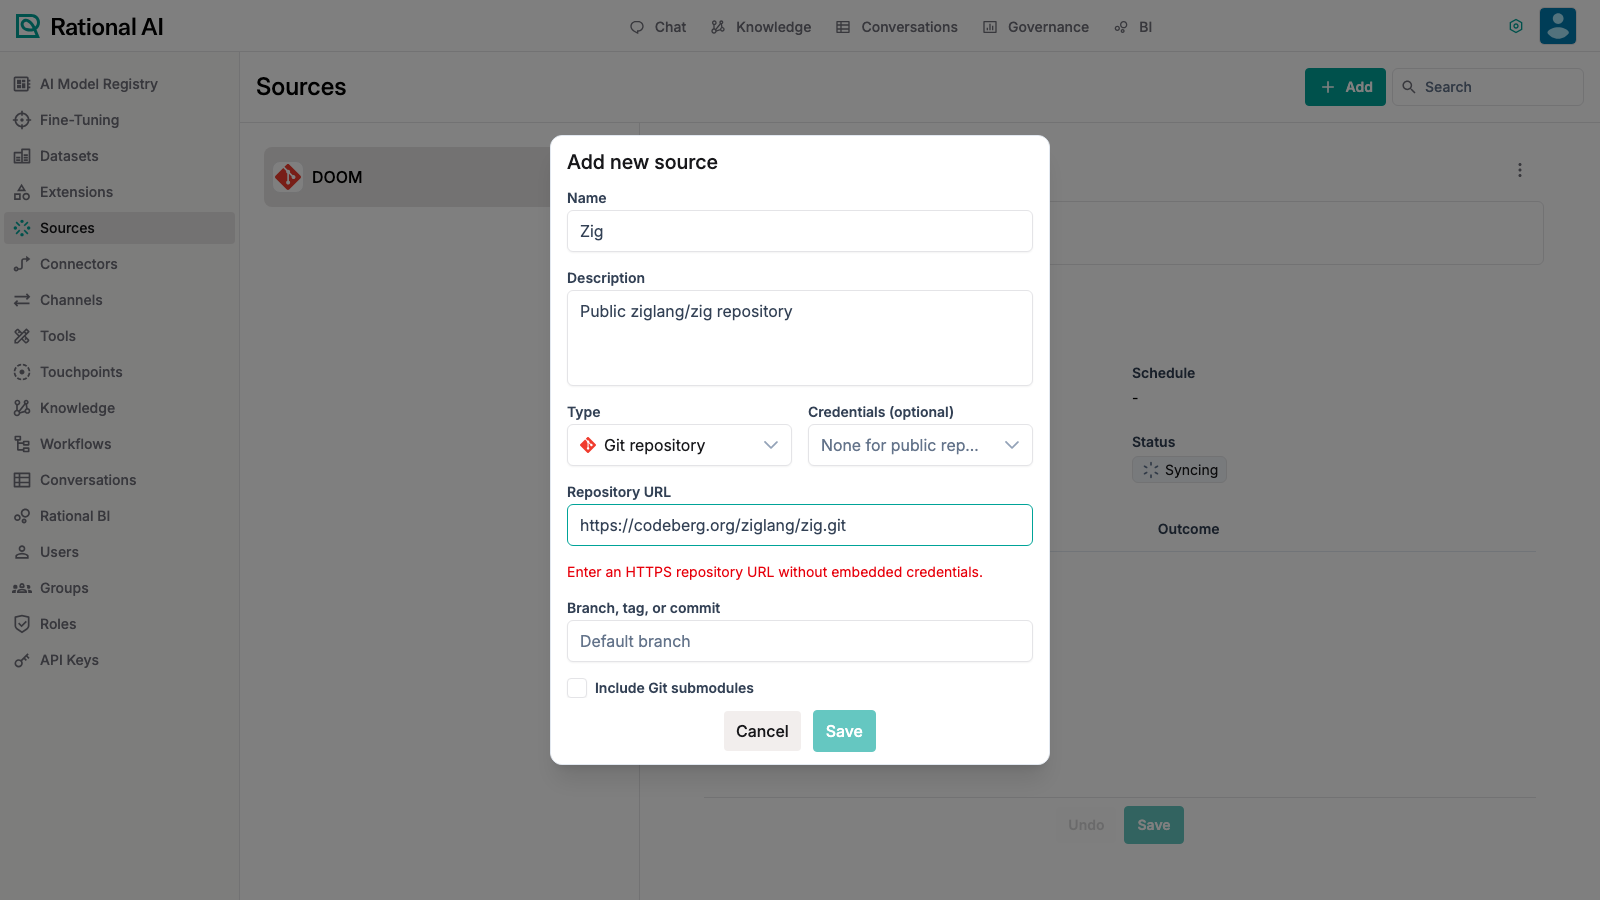 Rational AI
Chat
Knowledge
Conversations
Governance
BI
AI Model Registry
Fine-Tuning
Datasets
Extensions
Sources
Connectors
Channels
Tools
Touchpoints
Knowledge
Workflows
Conversations
Rational BI
Users
Groups
Roles
API Keys
Sources
Add
Search
DOOM
Add new source
Name
Zig
Description
Public ziglang/zig repository
Type
Credentials (optional)
Git repository
None for public rep...
Repository URL
https://codeberg.org/ziglang/zig.git
Enter an HTTPS repository URL without embedded credentials.
Branch, tag, or commit
Default branch
Include Git submodules
Cancel
Save
Schedule
-
Status
Syncing
Outcome
Undo
Save